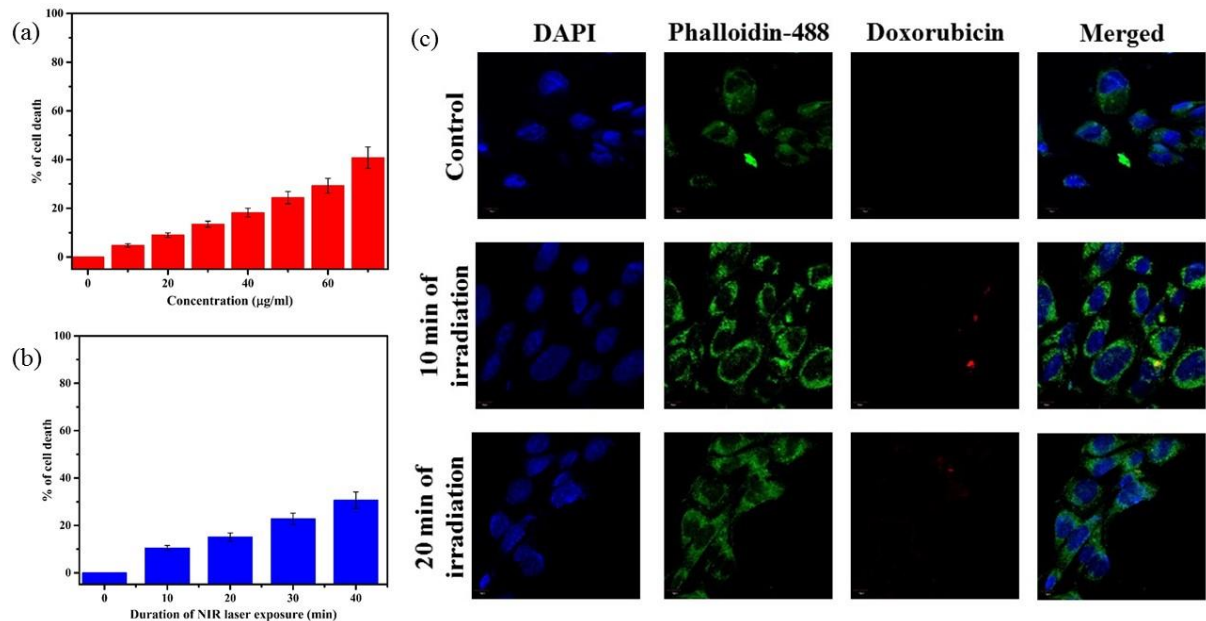 (a)
100
80
60
40
20
0
% of cell death
0 20 40 60
Concentration (μg/ml)
(b)
100
80
60
40
20
0
% of cell death
0 10 20 30 40
Duration of NIR laser exposure (min)
(c)
DAPI Phalloidin-488 Doxorubicin Merged
Control
10 min of
irradiation
20 min of
irradiation